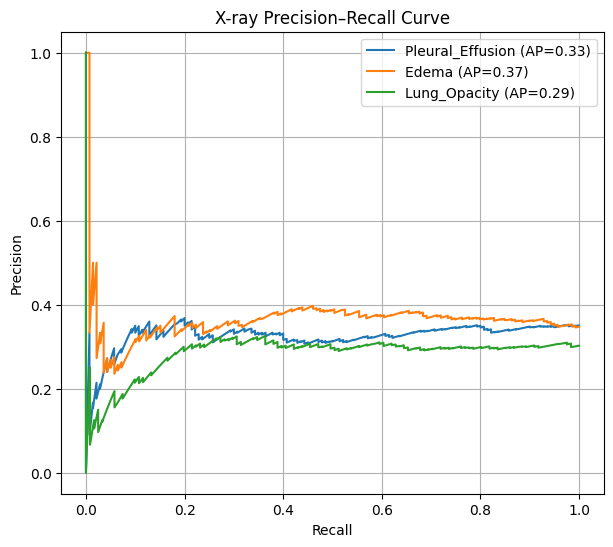 X-ray Precision–Recall Curve
Pleural_Effusion (AP=0.33)
Edema (AP=0.37)
Lung_Opacity (AP=0.29)
Precision
1.0
0.8
0.6
0.4
0.2
0.0
0.0 0.2 0.4 0.6 0.8 1.0
Recall